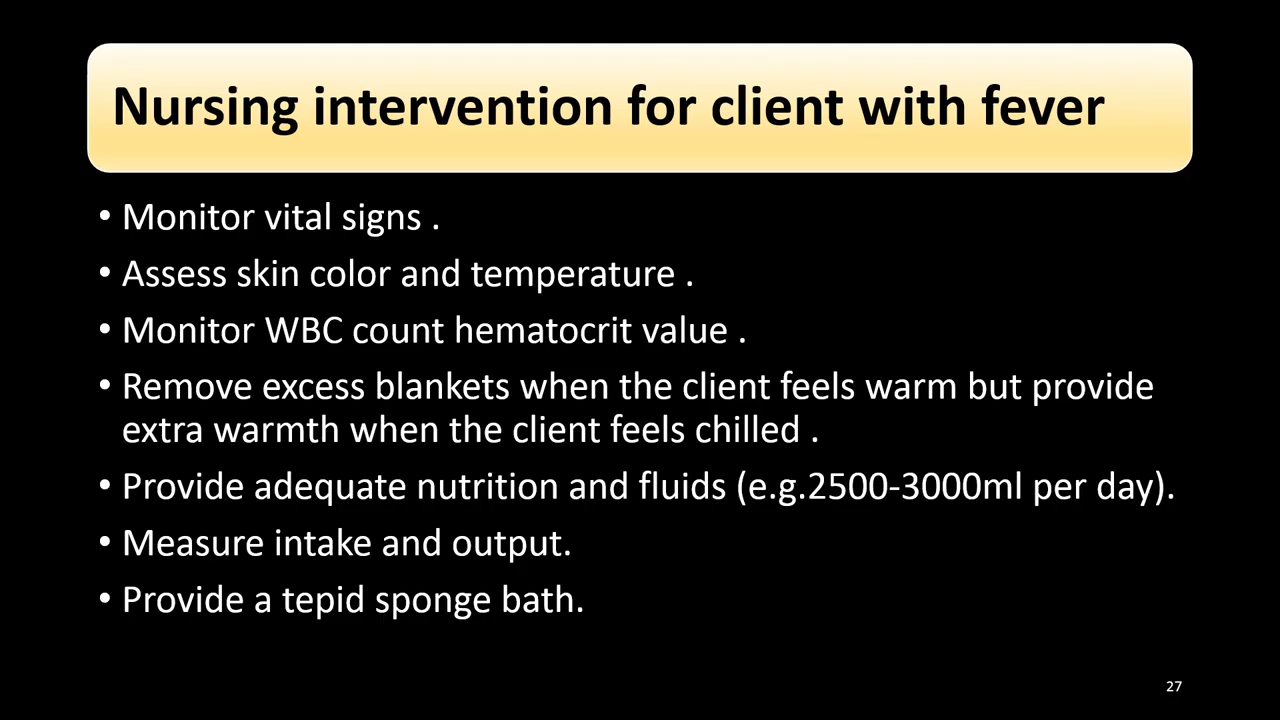 Nursing intervention for client with fever
• Monitor vital signs .
• Assess skin color and temperature .
• Monitor WBC count hematocrit value .
• Remove excess blankets when the client feels warm but provide
extra warmth when the client feels chilled .
• Provide adequate nutrition and fluids (e.g.2500-3000ml per day).
• Measure intake and output.
• Provide a tepid sponge bath.
27